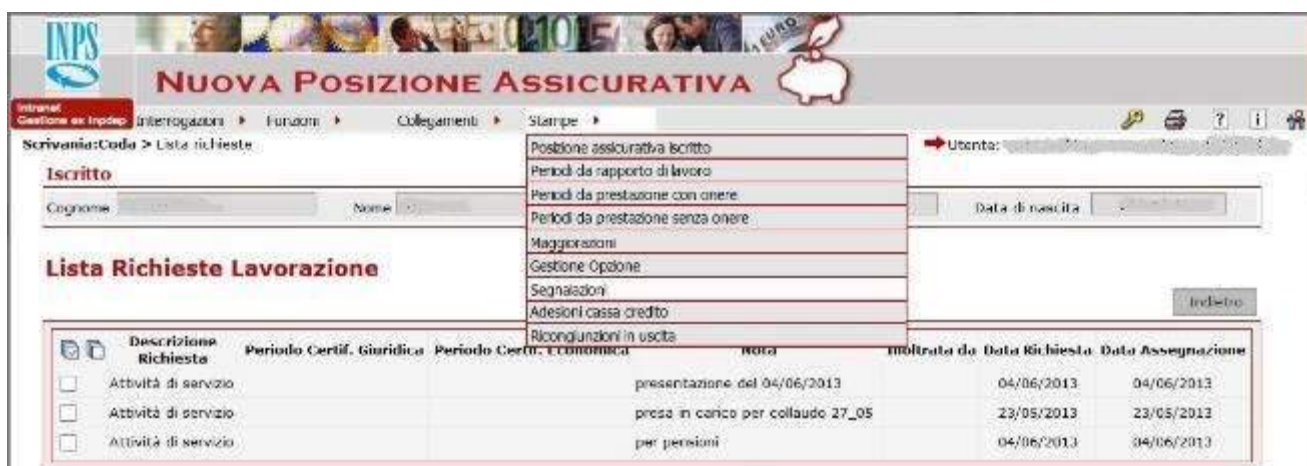 INPS
NUOVA POSIZIONE ASSICURATIVA
Intranet
Gestione ex Inpdap Interrogazioni Funzioni Collegamenti Stampe ? i
Scrivania:Coda > Lista richieste Utente:
Posizione assicurativa iscritto
Periodi da rapporto di lavoro
Periodi da prestazione con onere
Periodi da prestazione senza onere
Maggiorazioni
Gestione Opzione
Segnalazioni
Adesioni cassa credito
Ricongiunzioni in uscita
Iscritto
Cognome Nome Data di nascita
Lista Richieste Lavorazione
Indietro
Descrizione Richiesta Periodo Certif. Giuridica Periodo Certif. Economica Nota Inoltrata da Data Richiesta Data Assegnazione
Attività di servizio presentazione del 04/06/2013 04/06/2013 04/06/2013
Attività di servizio presa in carico per collaudo 27_05 23/05/2013 23/05/2013
Attività di servizio per pensioni 04/06/2013 04/06/2013